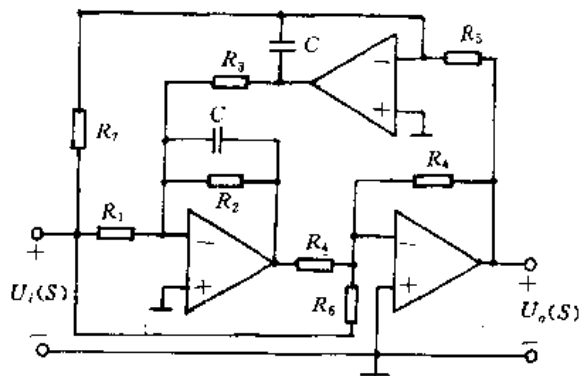 C
R₃
R₅
−
+
C
R₇
R₂
R₄
R₁
−
+
R₄
−
+
R₆
+
Uᵢ(S)
−
+
Uₒ(S)
−